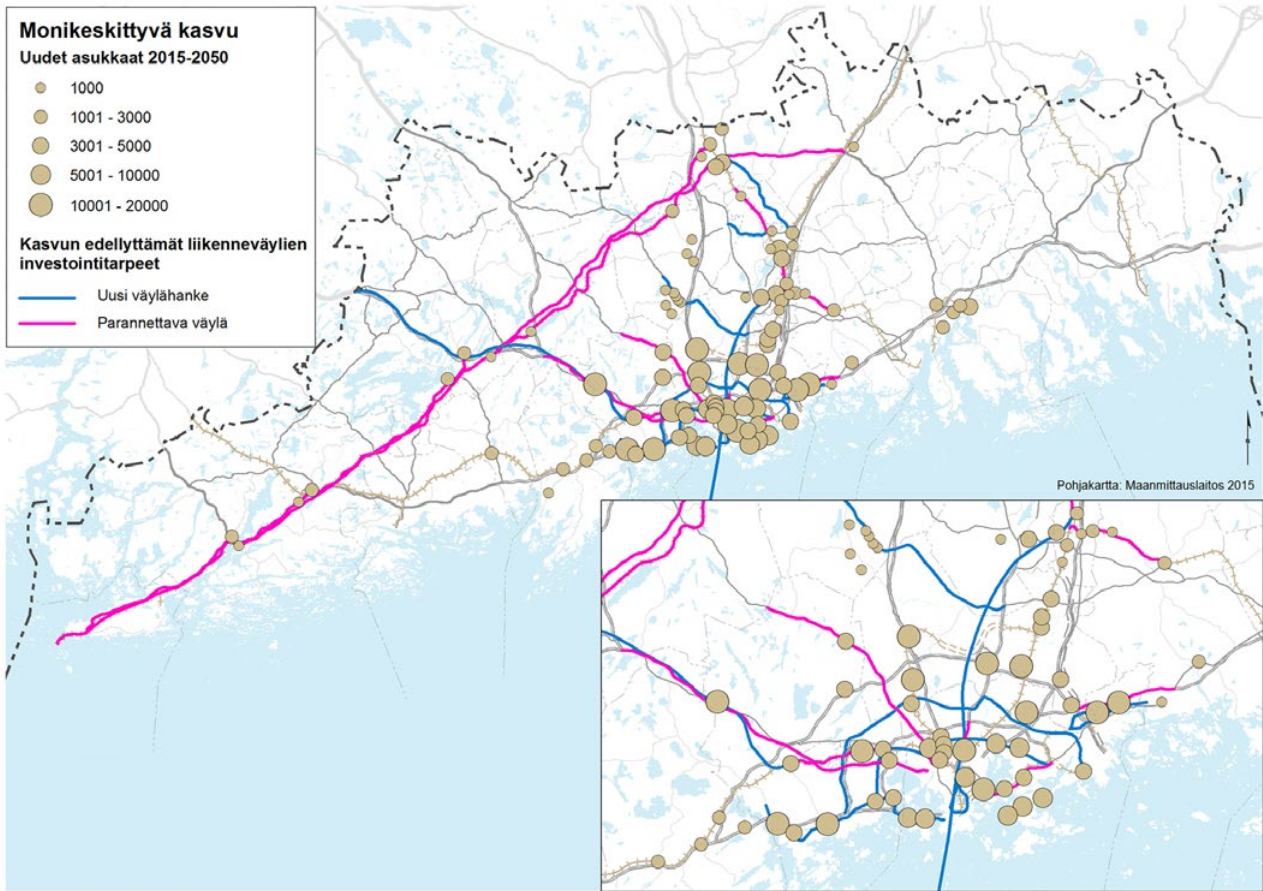 Monikeskittyvä kasvu
Uudet asukkaat 2015-2050
1000
1001 - 3000
3001 - 5000
5001 - 10000
10001 - 20000
Kasvun edellyttämät liikenneväylien
investointitarpeet
Uusi väylähanke
Parannettava väylä
Pohjakartta: Maanmittauslaitos 2015